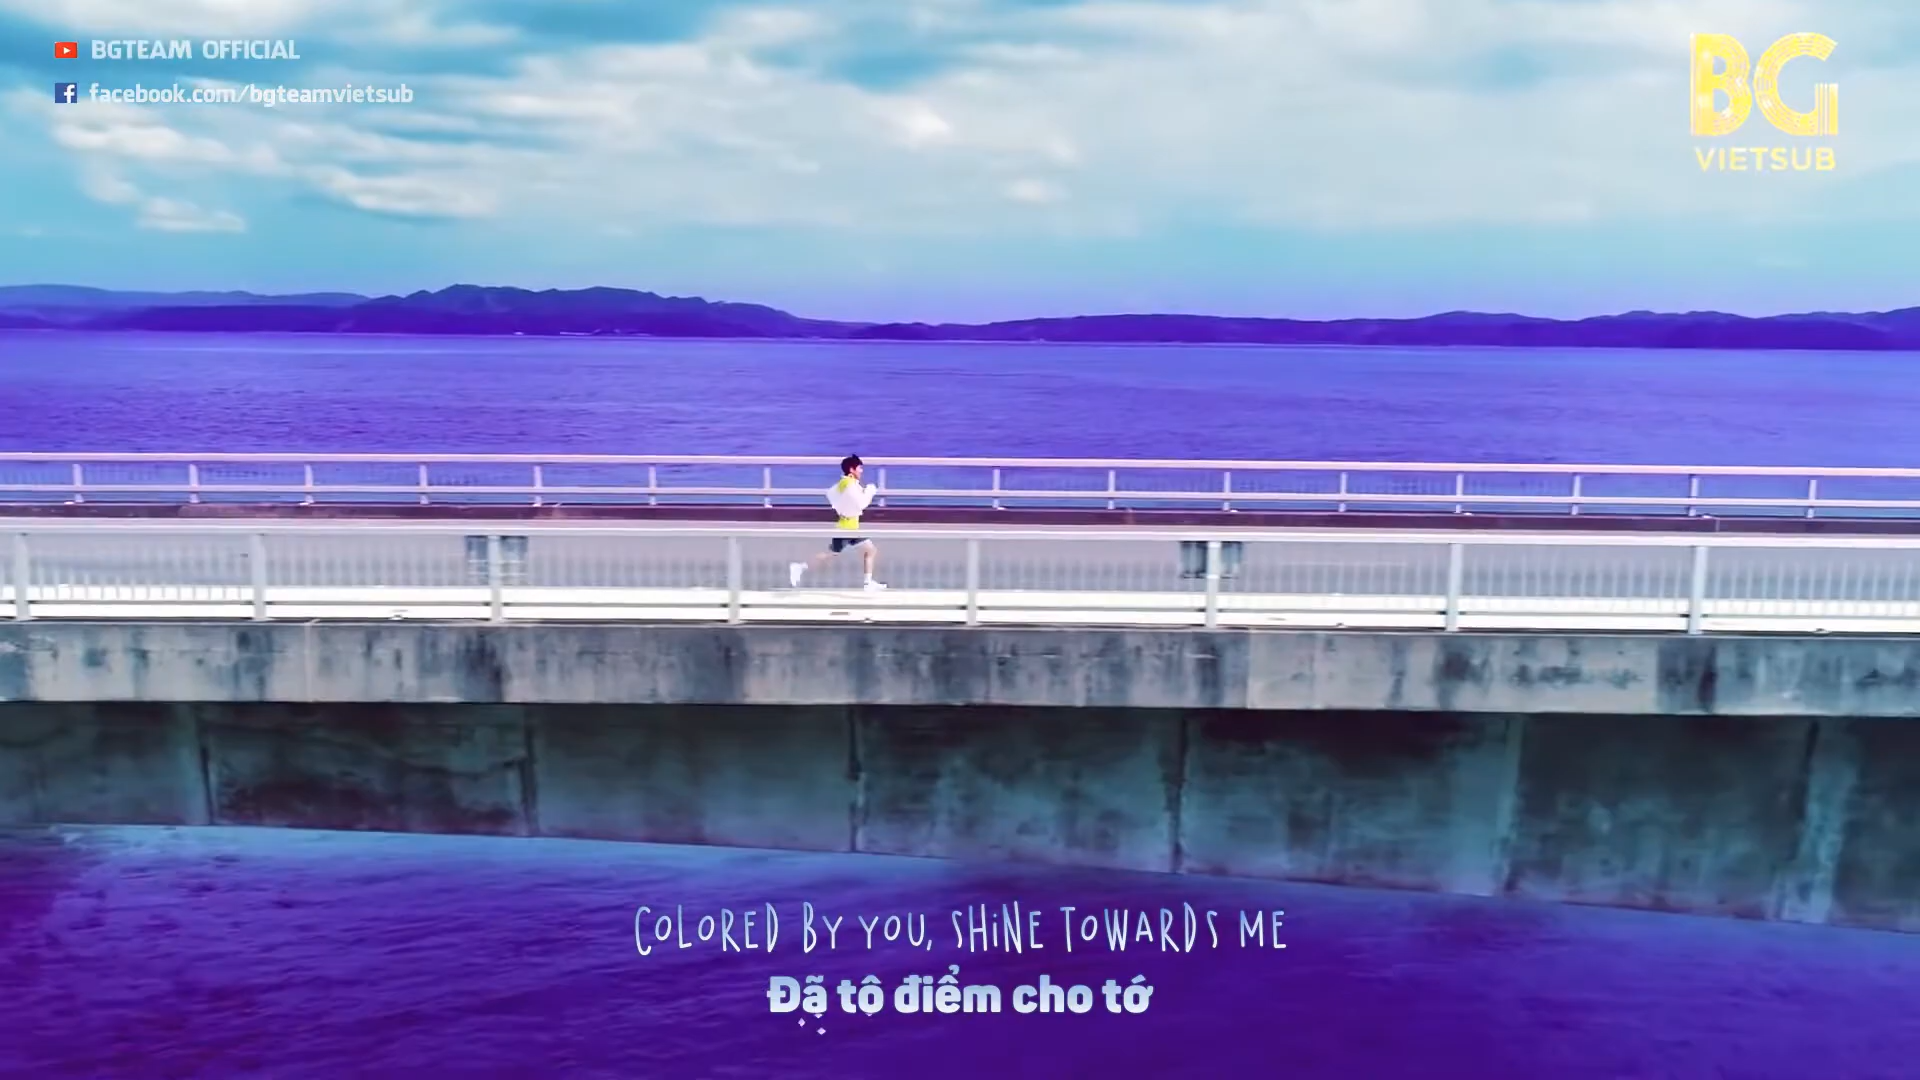 BGTEAM OFFICIAL
facebook.com/bgteamvietsub
BG
VIETSUB
COLORED BY YOU, SHiNE TOWARDS ME
Đã tô điểm cho tớ